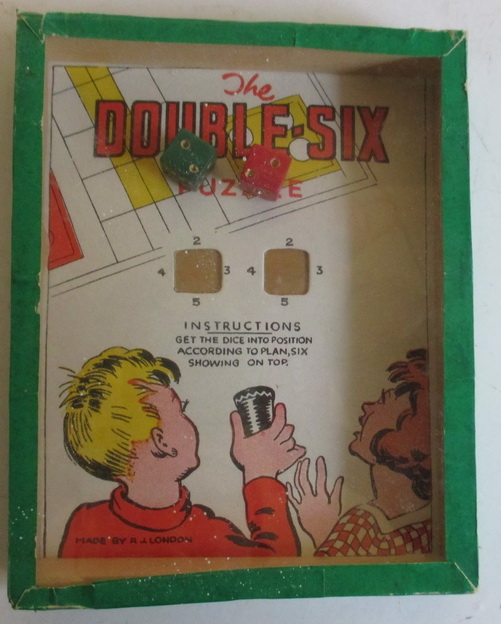 The
DOUBLE-SIX
PUZZLE
2 2
4 3 4 3
5 5
INSTRUCTIONS
GET THE DICE INTO POSITION
ACCORDING TO PLAN, SIX
SHOWING ON TOP.
MADE BY R.J. LONDON